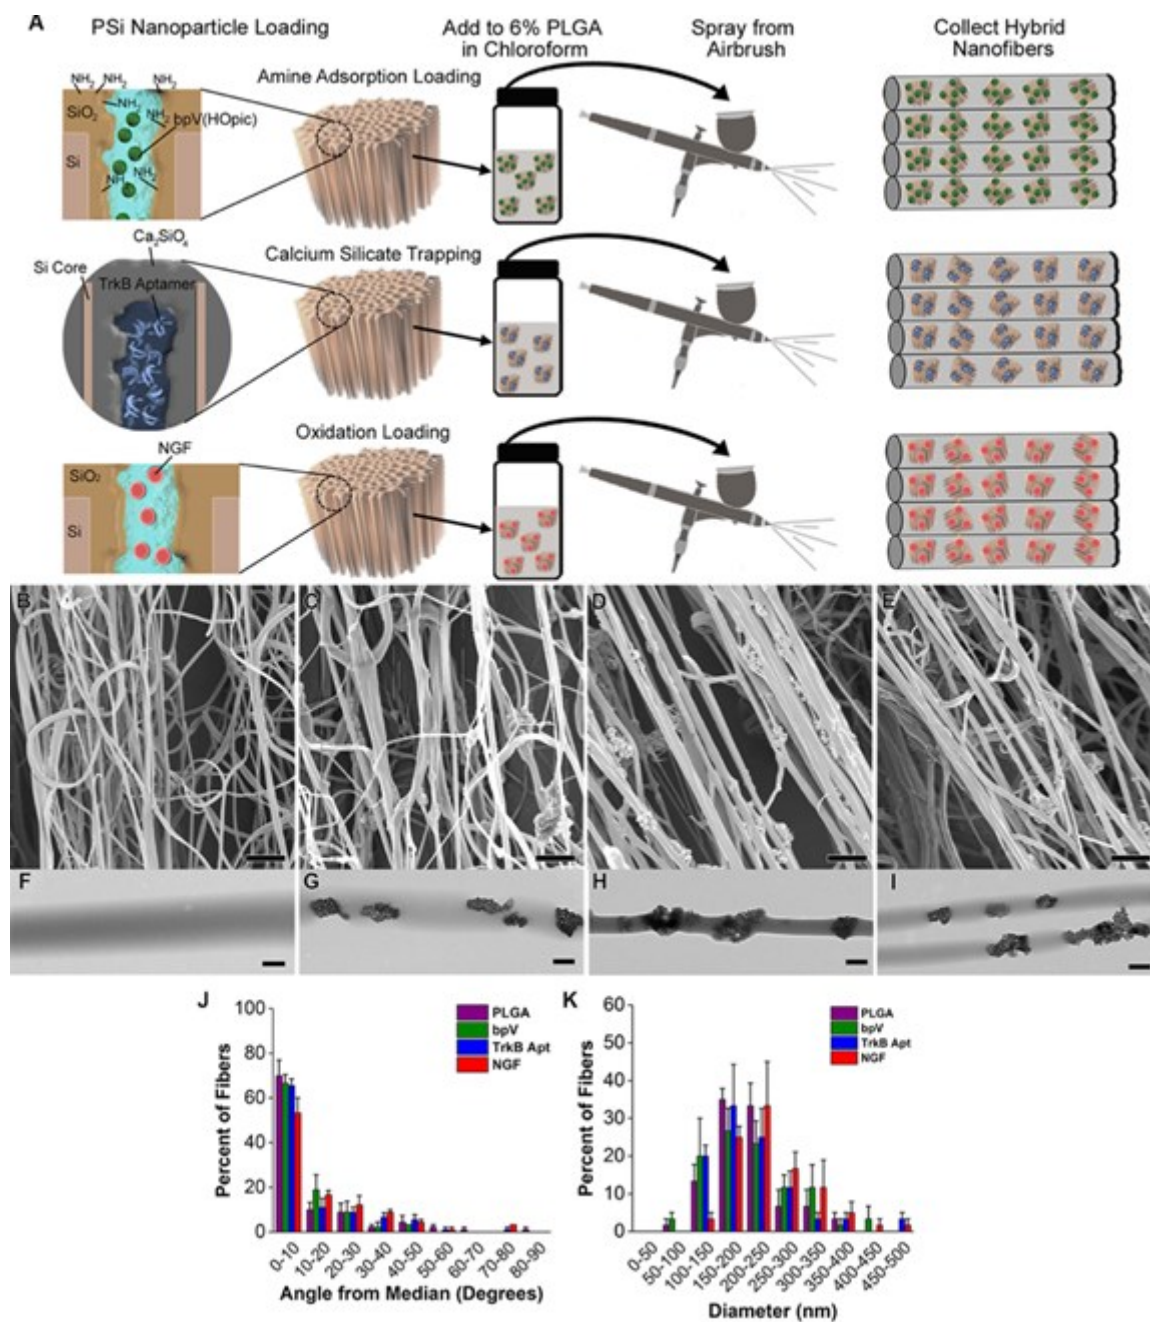 A
PSi Nanoparticle Loading
Add to 6% PLGA
in Chloroform
Spray from
Airbrush
Collect Hybrid
Nanofibers
NH2 NH2 NH2
Amine Adsorption Loading
SiO2
NH2
NH2
bpV(HOpic)
Si
NH
NH2
Ca2SiO4
Calcium Silicate Trapping
Si Core
TrkB Aptamer
Oxidation Loading
NGF
SiO2
Si
B
C
D
E
F
G
H
I
J
100
80
60
40
20
0
Percent of Fibers
PLGA
bpV
TrkB Apt
NGF
0-10
10-20
20-30
30-40
40-50
50-60
60-70
70-80
80-90
Angle from Median (Degrees)
K
60
50
40
30
20
10
0
Percent of Fibers
PLGA
bpV
TrkB Apt
NGF
0-50
50-100
100-150
150-200
200-250
250-300
300-350
350-400
400-450
450-500
Diameter (nm)